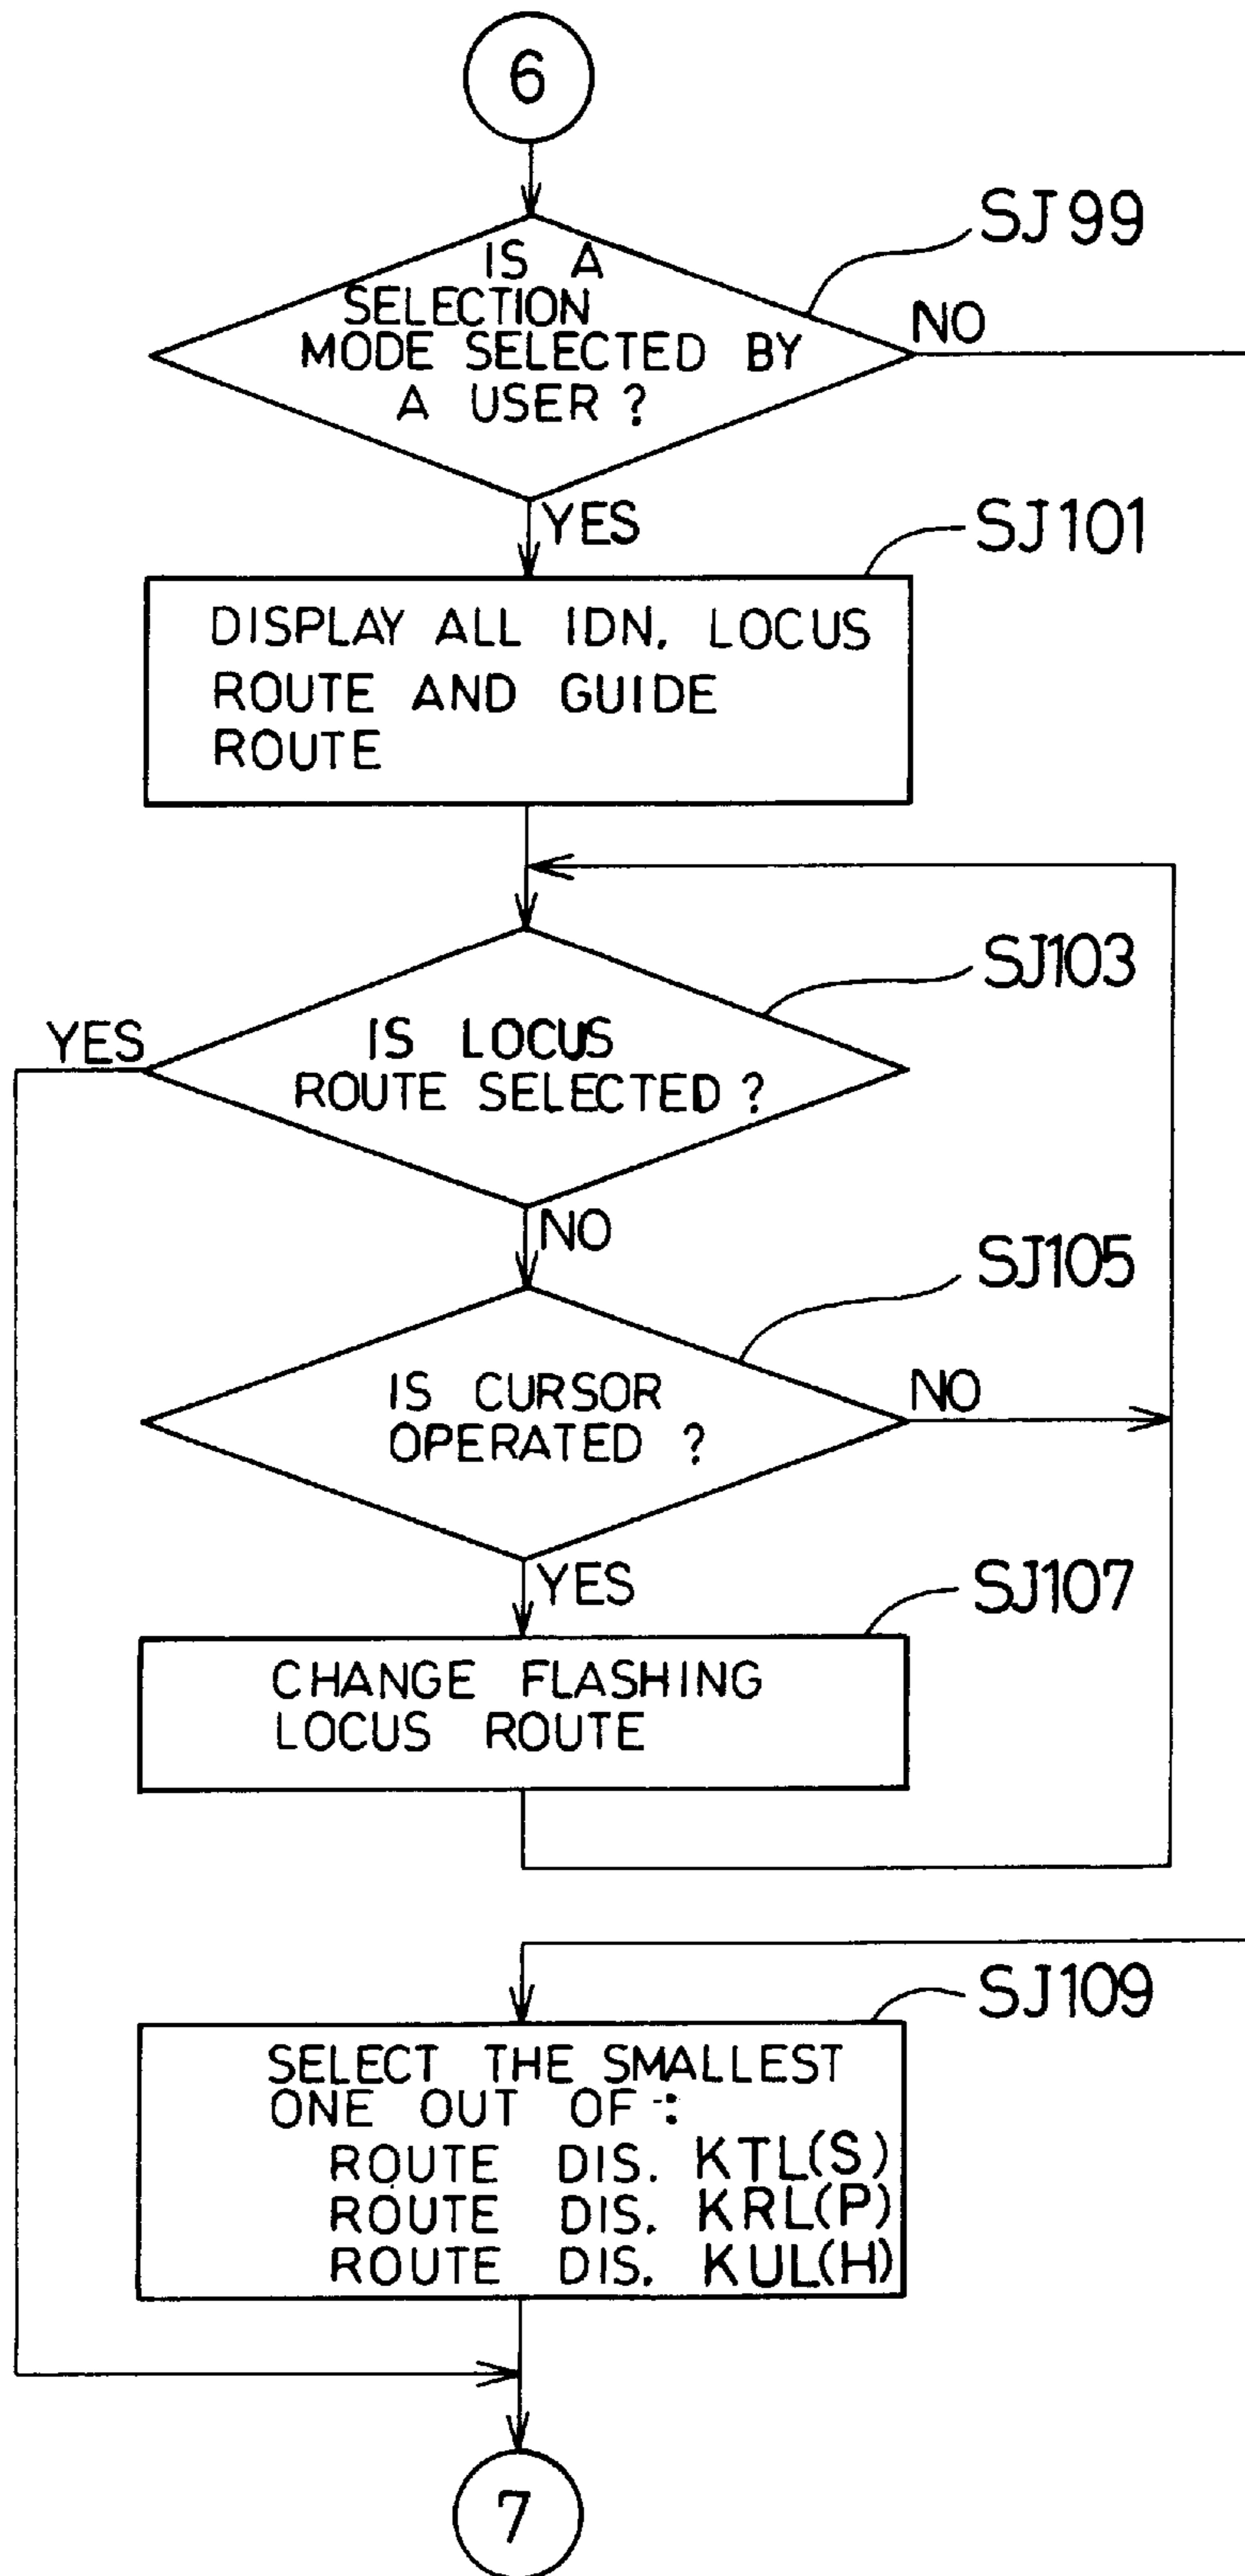 6
SJ99
IS A
SELECTION
MODE SELECTED BY
A USER ?
NO
YES
SJ101
DISPLAY ALL IDN, LOCUS
ROUTE AND GUIDE
ROUTE
SJ103
YES
IS LOCUS
ROUTE SELECTED ?
NO
SJ105
IS CURSOR
OPERATED ?
NO
YES
SJ107
CHANGE FLASHING
LOCUS ROUTE
SJ109
SELECT THE SMALLEST
ONE OUT OF :
ROUTE DIS. KTL(S)
ROUTE DIS. KRL(P)
ROUTE DIS. KUL(H)
7